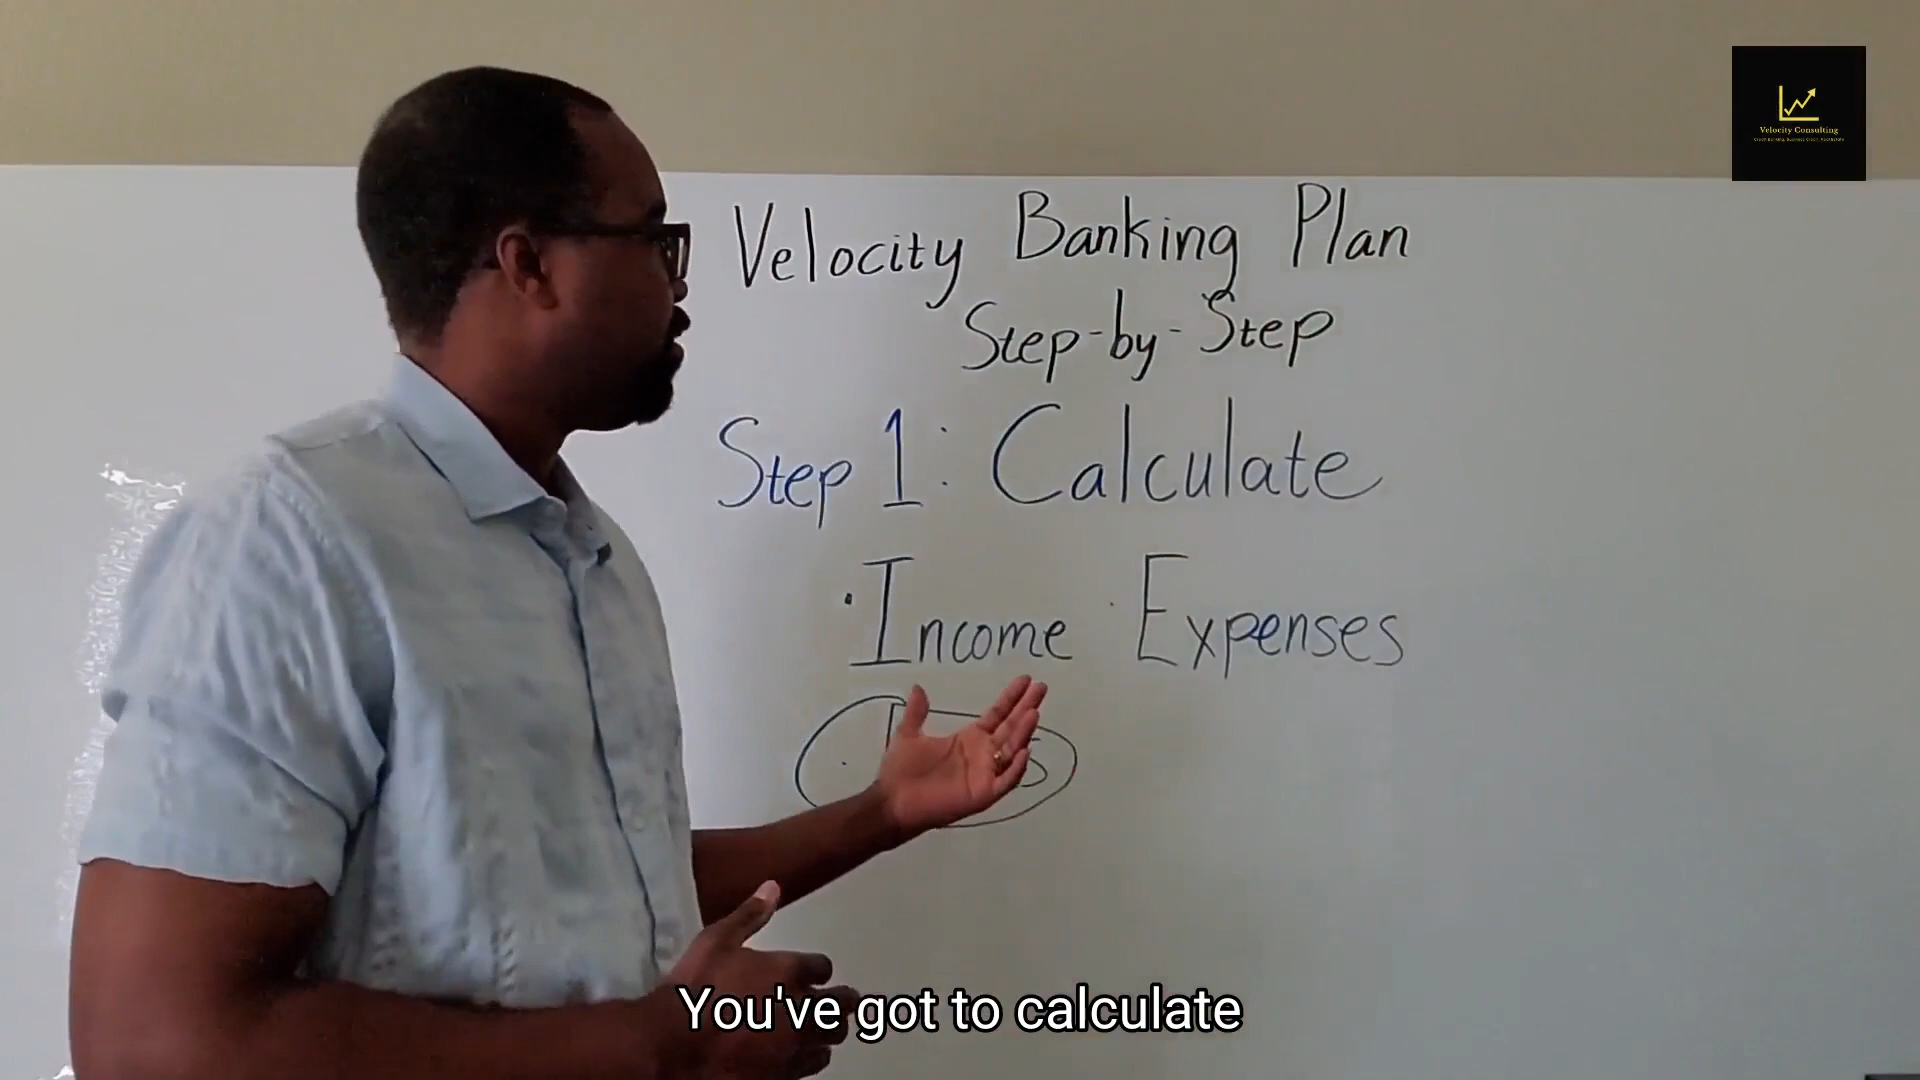 Velocity Consulting
Velocity Banking Plan
Step-by-Step
Step 1: Calculate
· Income · Expenses
You've got to calculate